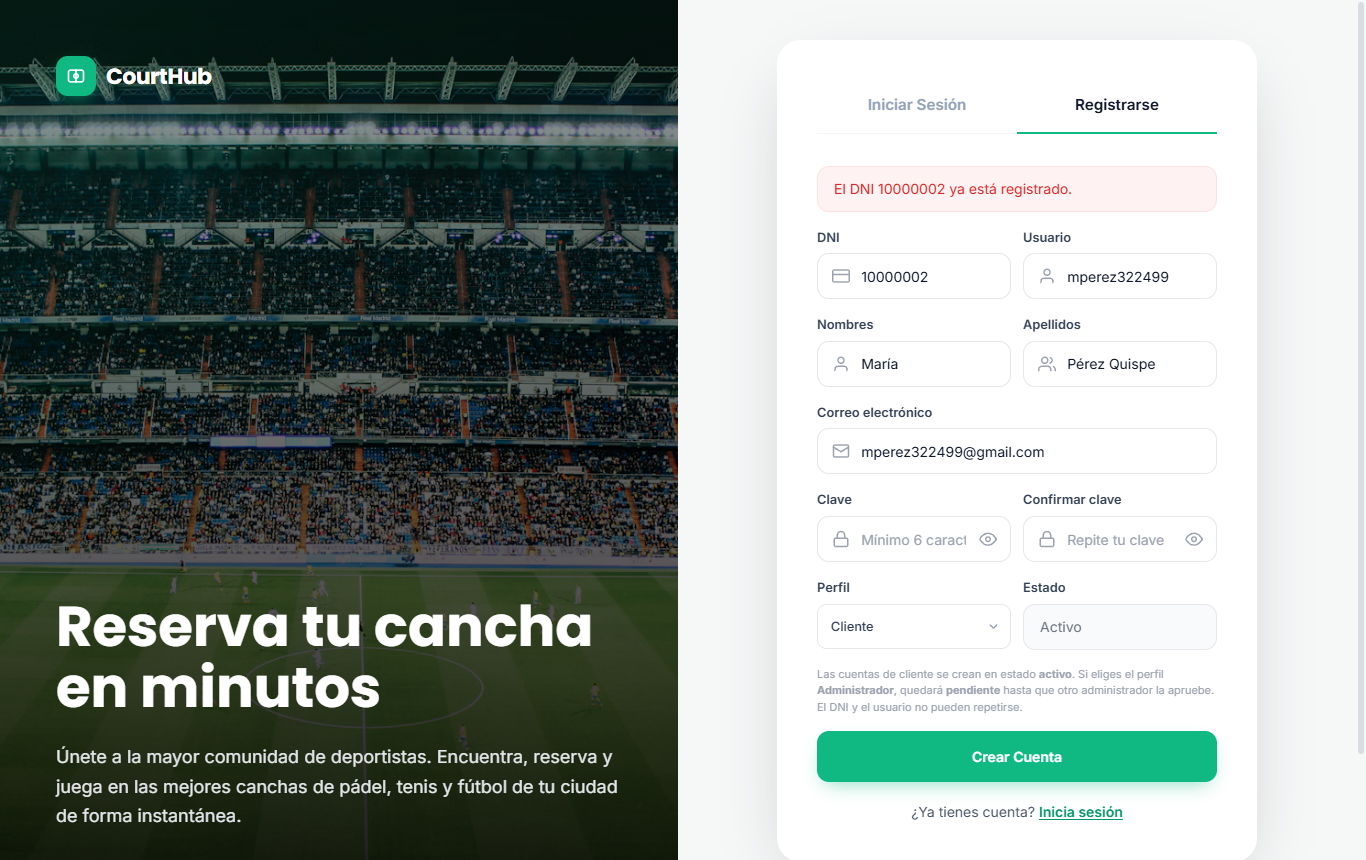 CourtHub
Reserva tu cancha
en minutos
Únete a la mayor comunidad de deportistas. Encuentra, reserva y
juega en las mejores canchas de pádel, tenis y fútbol de tu ciudad
de forma instantánea.
Iniciar Sesión
Registrarse
El DNI 10000002 ya está registrado.
DNI
Usuario
10000002
mperez322499
Nombres
Apellidos
María
Pérez Quispe
Correo electrónico
mperez322499@gmail.com
Clave
Confirmar clave
Mínimo 6 caract
Repite tu clave
Perfil
Estado
Cliente
Activo
Las cuentas de cliente se crean en estado activo. Si eliges el perfil
Administrador, quedará pendiente hasta que otro administrador la apruebe.
El DNI y el usuario no pueden repetirse.
Crear Cuenta
¿Ya tienes cuenta? Inicia sesión